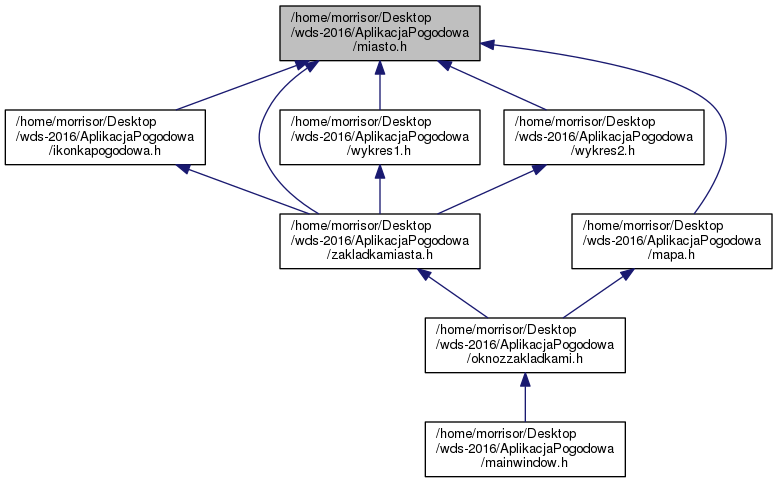 /home/morrisor/Desktop
/wds-2016/AplikacjaPogodowa
/miasto.h
/home/morrisor/Desktop
/wds-2016/AplikacjaPogodowa
/ikonkapogodowa.h
/home/morrisor/Desktop
/wds-2016/AplikacjaPogodowa
/wykres1.h
/home/morrisor/Desktop
/wds-2016/AplikacjaPogodowa
/wykres2.h
/home/morrisor/Desktop
/wds-2016/AplikacjaPogodowa
/zakladkamiasta.h
/home/morrisor/Desktop
/wds-2016/AplikacjaPogodowa
/mapa.h
/home/morrisor/Desktop
/wds-2016/AplikacjaPogodowa
/oknozzakladkami.h
/home/morrisor/Desktop
/wds-2016/AplikacjaPogodowa
/mainwindow.h